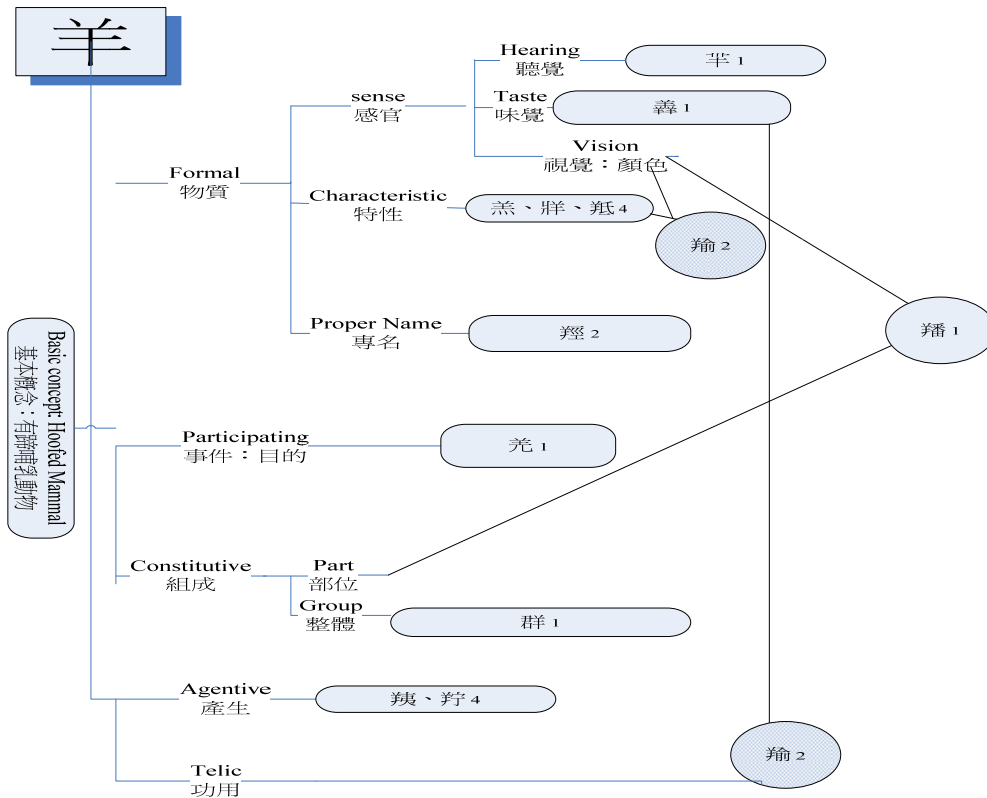 羊
Hearing
聽覺
羋 1
sense
感官
Taste
味覺
1
Vision
視覺：顏色
Formal
物質
Characteristic
特性
羔、牂、羝 4
羭 2
Proper Name
專名
羥 2
羳 1
Basic concept: Hoofed Mammal
基本概念：有蹄哺乳動物
Participating
事件：目的
羌 1
Constitutive
組成
Part
部位
Group
整體
群 1
Agentive
產生
羠、羜 4
Telic
功用
羭 2